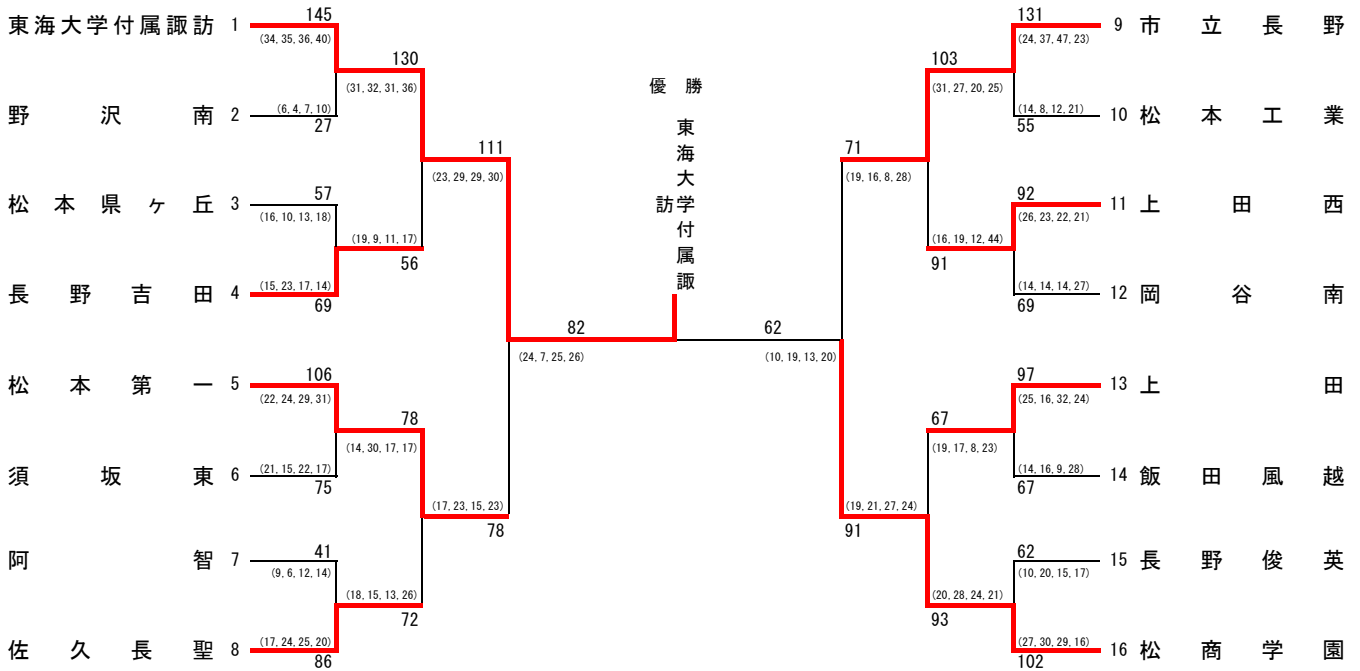 東海大学付属諏訪 1
145
(34, 35, 36, 40)
130
(31, 32, 31, 36)
野沢南 2
(6, 4, 7, 10)
27
111
(23, 29, 29, 30)
松本県ヶ丘 3
57
(16, 10, 13, 18)
(19, 9, 11, 17)
56
長野吉田 4
(15, 23, 17, 14)
69
82
(24, 7, 25, 26)
松本第一 5
106
(22, 24, 29, 31)
78
(14, 30, 17, 17)
須坂東 6
(21, 15, 22, 17)
75
(17, 23, 15, 23)
78
阿智 7
41
(9, 6, 12, 14)
(18, 15, 13, 26)
72
佐久長聖 8
(17, 24, 25, 20)
86
優勝
東海大学付属諏訪
131
(24, 37, 47, 23)
9 市立長野
103
(31, 27, 20, 25)
(14, 8, 12, 21)
55
10 松本工業
71
(19, 16, 8, 28)
92
(26, 23, 22, 21)
11 上田西
(16, 19, 12, 44)
91
(14, 14, 14, 27)
69
12 岡谷南
62
(10, 19, 13, 20)
97
(25, 16, 32, 24)
13 上田
67
(19, 17, 8, 23)
(14, 16, 9, 28)
67
14 飯田風越
(19, 21, 27, 24)
91
62
(10, 20, 15, 17)
15 長野俊英
(20, 28, 24, 21)
93
(27, 30, 29, 16)
102
16 松商学園